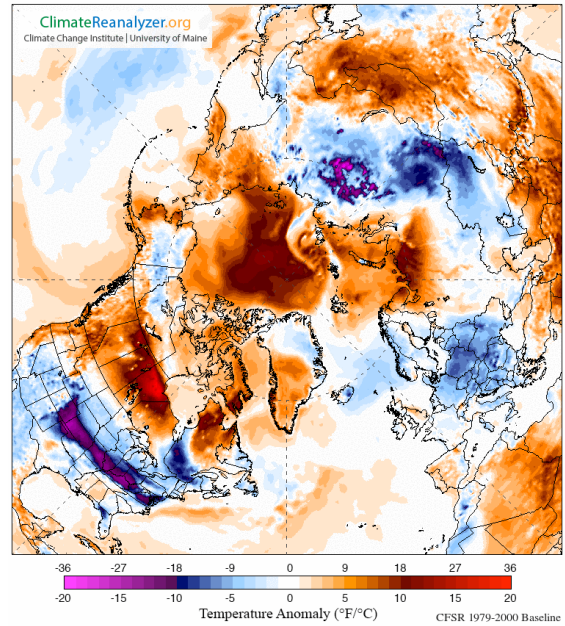 ClimateReanalyzer.org
Climate Change Institute | University of Maine
-36 -27 -18 -9 0 9 18 27 36
-20 -15 -10 -5 0 5 10 15 20
Temperature Anomaly (°F/°C)
CFSR 1979-2000 Baseline